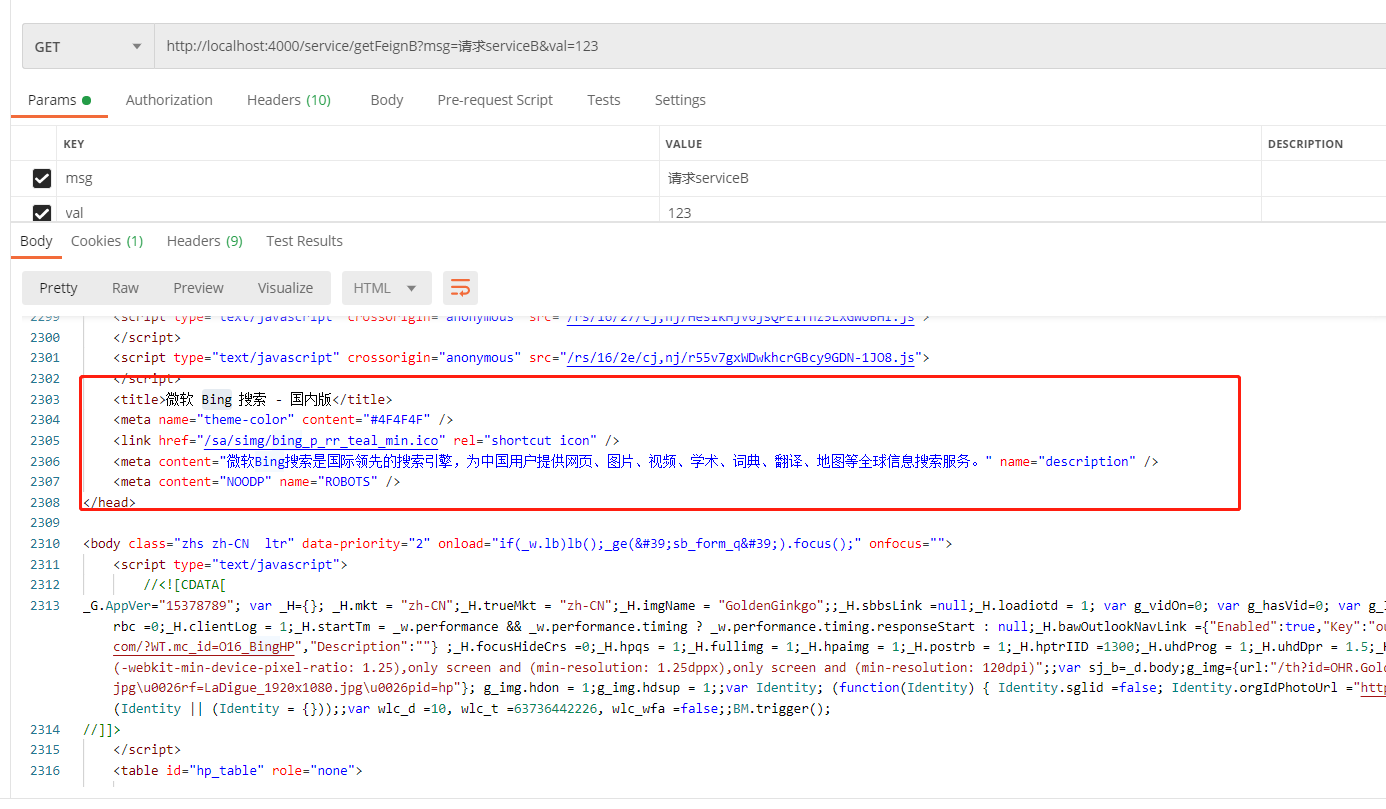 GET
http://localhost:4000/service/getFeignB?msg=请求serviceB&val=123
Params
Authorization
Headers (10)
Body
Pre-request Script
Tests
Settings
KEY
VALUE
DESCRIPTION
msg
请求serviceB
val
123
Body
Cookies (1)
Headers (9)
Test Results
Pretty
Raw
Preview
Visualize
HTML
2299 <script type="text/javascript" crossorigin="anonymous" src="
2300 </script>
2301 <script type="text/javascript" crossorigin="anonymous" src="/rs/16/2e/cj,nj/r55v7gxWDwkhcrGBcy9GDN-1JO8.js">
2302 </script>
2303 <title>微软 Bing 搜索 - 国内版</title>
2304 <meta name="theme-color" content="#4F4F4F" />
2305 <link href="/sa/simg/bing_p_rr_teal_min.ico" rel="shortcut icon" />
2306 <meta content="微软Bing搜索是国际领先的搜索引擎，为中国用户提供网页、图片、视频、学术、词典、翻译、地图等全球信息搜索服务。" name="description" />
2307 <meta content="NOODP" name="ROBOTS" />
2308 </head>
2309
2310 <body class="zhs zh-CN  ltr" data-priority="2" onload="if(_w.lb)lb();_ge(&#39;sb_form_q&#39;).focus();" onfocus="">
2311 <script type="text/javascript">
2312 //<![CDATA[
2313 _G.AppVer="15378789"; var _H={}; _H.mkt = "zh-CN";_H.trueMkt = "zh-CN";_H.imgName = "GoldenGinkgo";;_H.sbbsLink =null;_H.loadiotd = 1; var g_vidOn=0; var g_hasVid=0; var
rbc =0;_H.clientLog = 1;_H.startTm = _w.performance && _w.performance.timing ? _w.performance.timing.responseStart : null;_H.bawOutlookNavLink ={"Enabled":true,"Key":"ou
com/?WT.mc_id=O16_BingHP","Description":""} ;_H.focusHideCrs =0;_H.hpqs = 1;_H.fullimg = 1;_H.hpaimg = 1;_H.postrb = 1;_H.hptrIID =1300;_H.uhdProg = 1;_H.uhdDpr = 1.5;_H
(-webkit-min-device-pixel-ratio: 1.25),only screen and (min-resolution: 1.25dppx),only screen and (min-resolution: 120dpi)";;var sj_b=_d.body;g_img={url:"/th?id=OHR.Gol
jpg\u0026rf=LaDigue_1920x1080.jpg\u0026pid=hp"}; g_img.hdon = 1;g_img.hdsup = 1;;var Identity; (function(Identity) { Identity.sglid =false; Identity.orgIdPhotoUrl ="http
(Identity || (Identity = {}));;var wlc_d =10, wlc_t =63736442226, wlc_wfa =false;;BM.trigger();
2314 //]]>
2315 </script>
2316 <table id="hp_table" role="none">